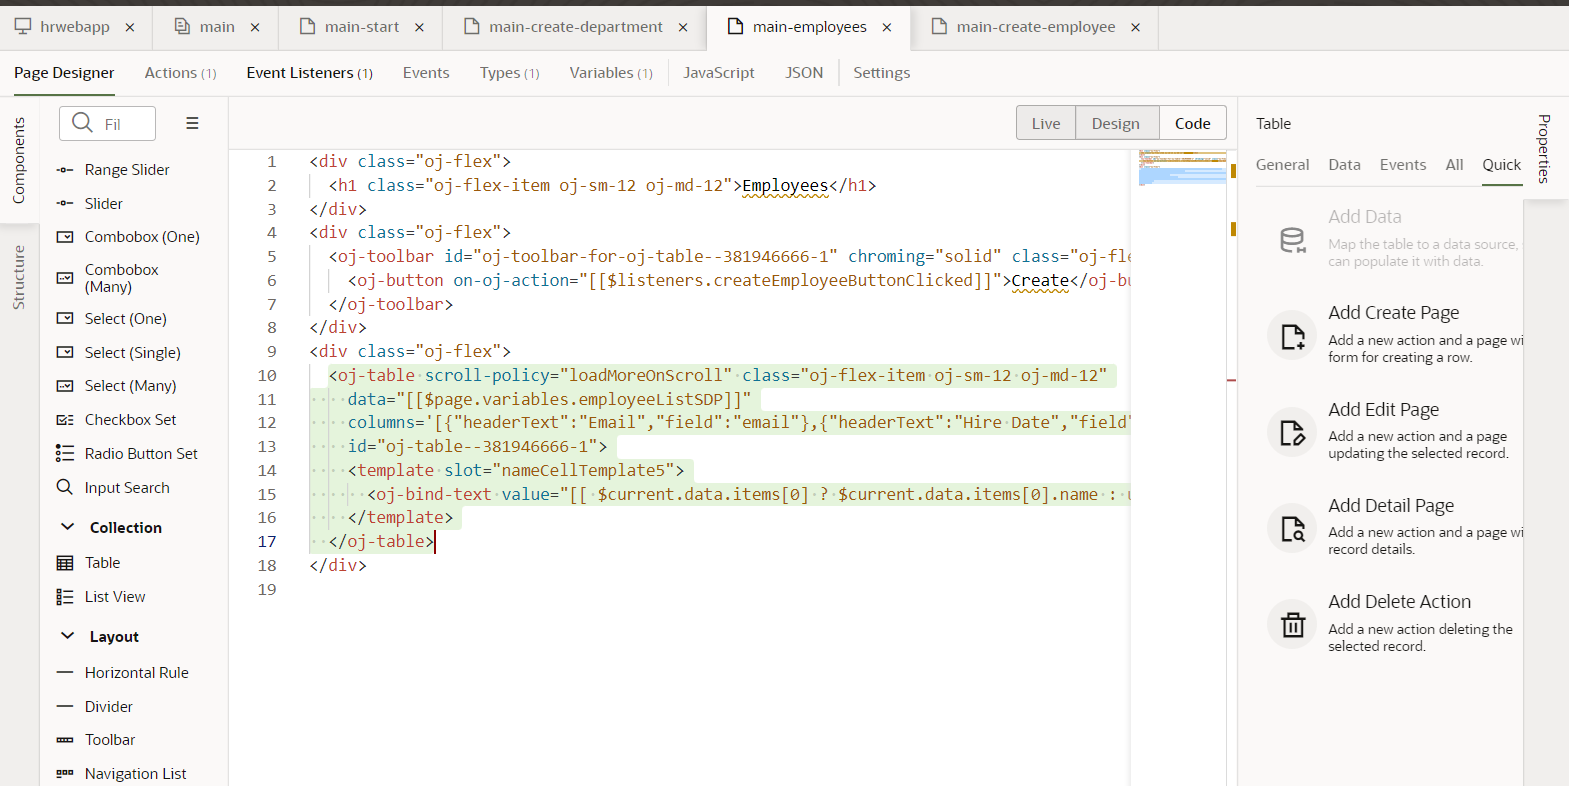 hrwebapp × main × main-start × main-create-department × main-employees × main-create-employee ×
Page Designer Actions (1) Event Listeners (1) Events Types (1) Variables (1) JavaScript JSON Settings
Components
Structure
Fil
Range Slider
Slider
Combobox (One)
Combobox
(Many)
Select (One)
Select (Single)
Select (Many)
Checkbox Set
Radio Button Set
Input Search
Collection
Table
List View
Layout
Horizontal Rule
Divider
Toolbar
Navigation List
Live Design Code
1 <div class="oj-flex">
2 <h1 class="oj-flex-item oj-sm-12 oj-md-12">Employees</h1>
3 </div>
4 <div class="oj-flex">
5 <oj-toolbar id="oj-toolbar-for-oj-table--381946666-1" chroming="solid" class="oj-fle
6 <oj-button on-oj-action="[[$listeners.createEmployeeButtonClicked]]">Create</oj-bu
7 </oj-toolbar>
8 </div>
9 <div class="oj-flex">
10 <oj-table scroll-policy="loadMoreOnScroll" class="oj-flex-item oj-sm-12 oj-md-12"
11 data="[[$page.variables.employeeListSDP]]"
12 columns='[{"headerText":"Email","field":"email"},{"headerText":"Hire Date","field"
13 id="oj-table--381946666-1">
14 <template slot="nameCellTemplate5">
15 <oj-bind-text value="[[ $current.data.items[0] ? $current.data.items[0].name : u
16 </template>
17 </oj-table>
18 </div>
19
Table
General Data Events All Quick
Add Data
Map the table to a data source,
can populate it with data.
Add Create Page
Add a new action and a page wi
form for creating a row.
Add Edit Page
Add a new action and a page
updating the selected record.
Add Detail Page
Add a new action and a page wi
record details.
Add Delete Action
Add a new action deleting the
selected record.
Properties